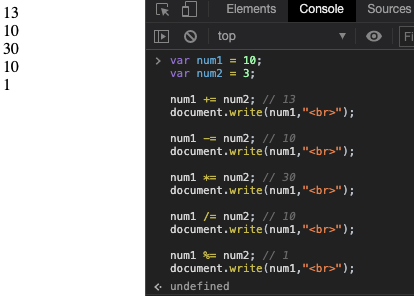 13
10
30
10
1
Elements Console Sources
top Fi
> var num1 = 10;
var num2 = 3;
num1 += num2; // 13
document.write(num1,"<br>");
num1 -= num2; // 10
document.write(num1,"<br>");
num1 *= num2; // 30
document.write(num1,"<br>");
num1 /= num2; // 10
document.write(num1,"<br>");
num1 %= num2; // 1
document.write(num1,"<br>");
undefined